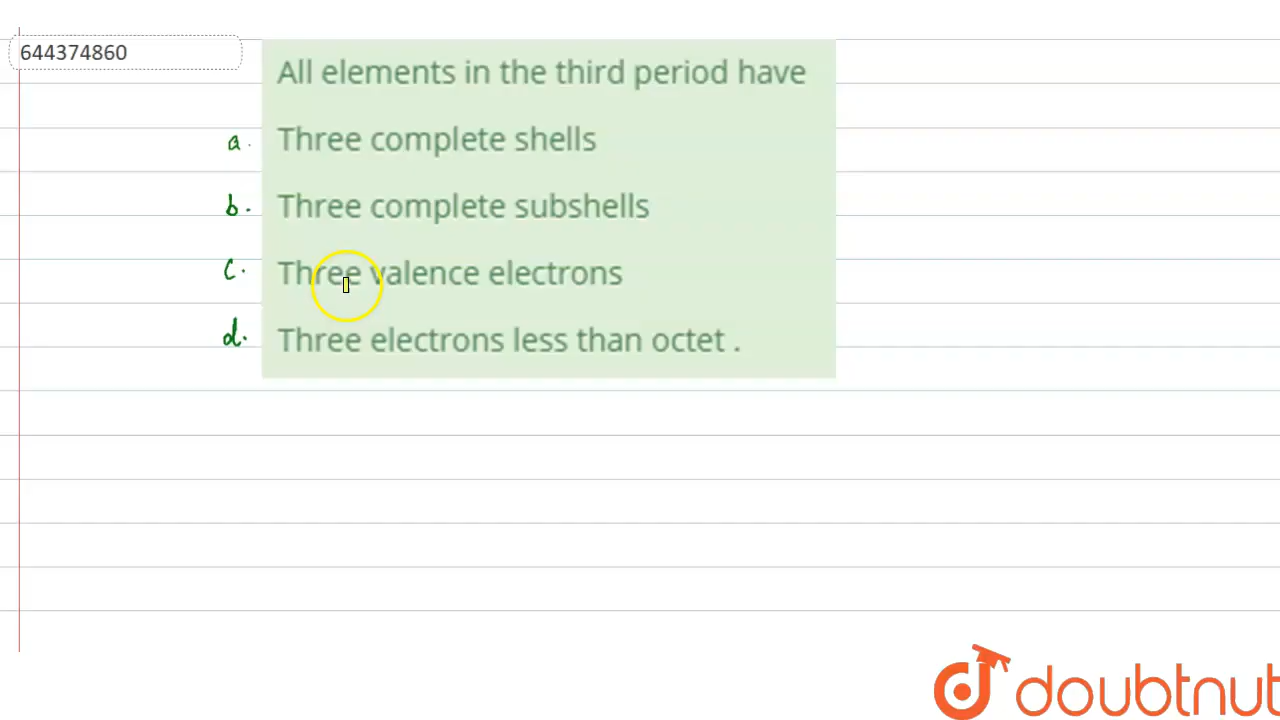 644374860
All elements in the third period have
a. Three complete shells
b. Three complete subshells
c. Three valence electrons
d. Three electrons less than octet .
doubtnut